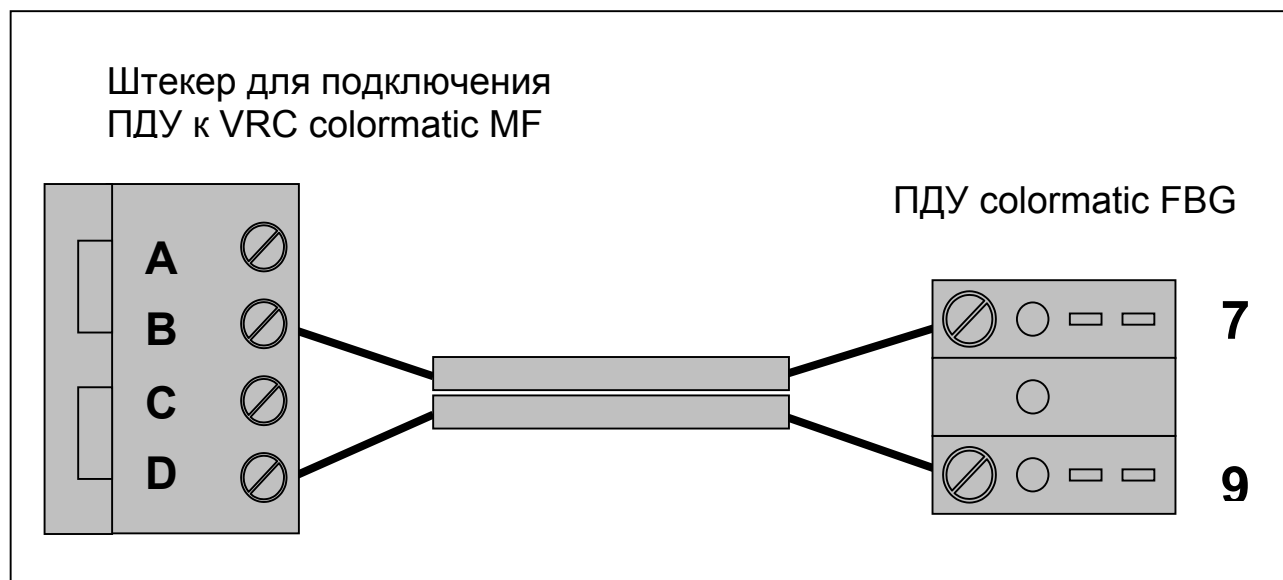 Штекер для подключения
ПДУ к VRC colormatic MF
ПДУ colormatic FBG
A
B
C
D
7
9